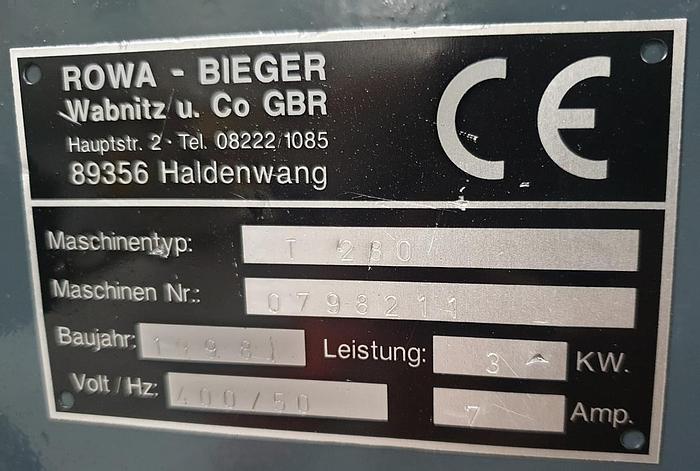 ROWA - BIEGER
Wabnitz u. Co GBR
Hauptstr. 2 · Tel. 08222/1085
89356 Haldenwang
CE
Maschinentyp: T 280
Maschinen Nr.: 0798211
Baujahr: 1998
Leistung: 3 KW.
Volt/Hz: 400/50
7 Amp.